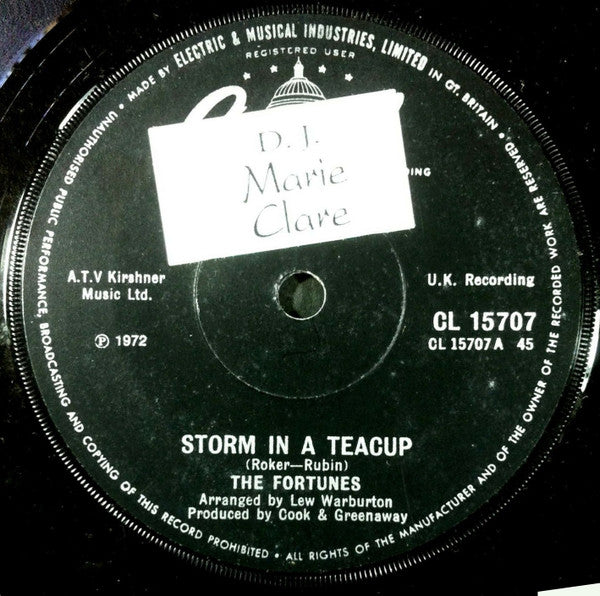 MADE BY ELECTRIC & MUSICAL INDUSTRIES, LIMITED IN GT. BRITAIN • ALL RIGHTS OF THE MANUFACTURER AND OF THE OWNER OF THE RECORDED WORK ARE RESERVED • UNAUTHORISED PUBLIC PERFORMANCE, BROADCASTING AND COPYING OF THIS RECORD PROHIBITED •
REGISTERED USER
D.J.
Marie
Clare
A.T.V Kirshner
Music Ltd.
U.K. Recording
℗ 1972
CL 15707
CL 15707A 45
STORM IN A TEACUP
(Roker—Rubin)
THE FORTUNES
Arranged by Lew Warburton
Produced by Cook & Greenaway